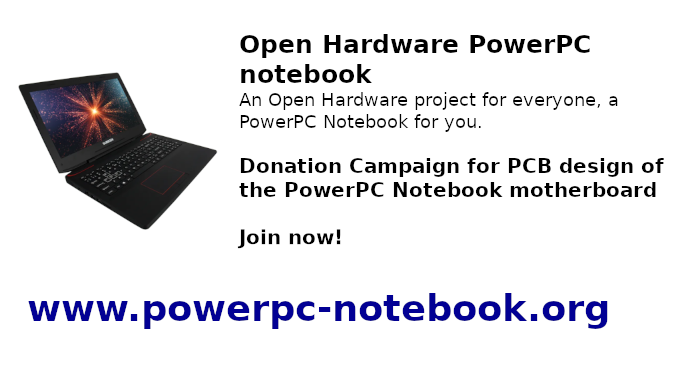 Open Hardware PowerPC
notebook
An Open Hardware project for everyone, a
PowerPC Notebook for you.
Donation Campaign for PCB design of
the PowerPC Notebook motherboard
Join now!
www.powerpc-notebook.org